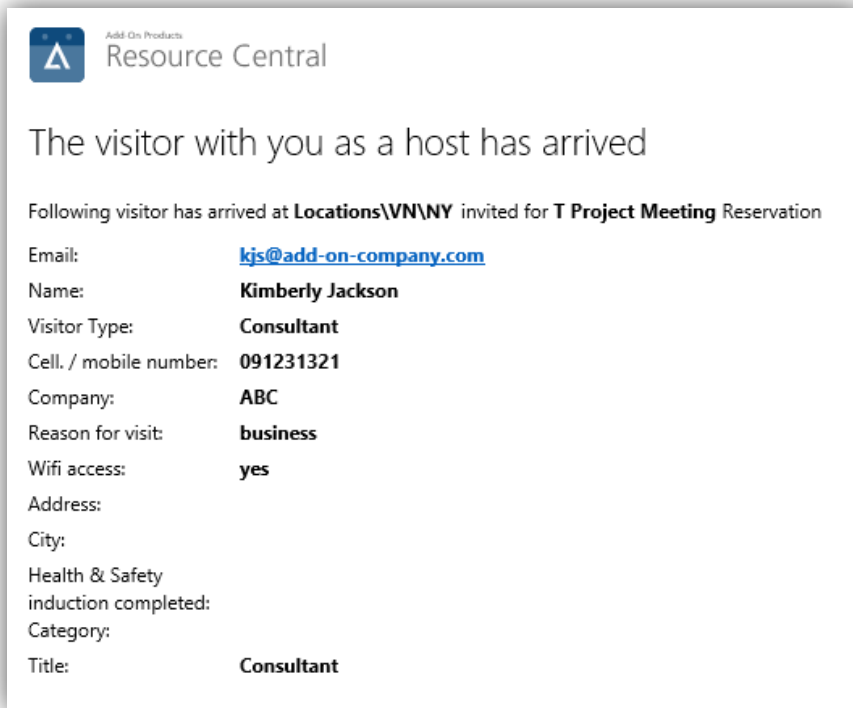 Add-On Products
Resource Central
The visitor with you as a host has arrived
Following visitor has arrived at Locations\VN\NY invited for T Project Meeting Reservation
Email: kjs@add-on-company.com
Name: Kimberly Jackson
Visitor Type: Consultant
Cell. / mobile number: 091231321
Company: ABC
Reason for visit: business
Wifi access: yes
Address:
City:
Health & Safety
induction completed:
Category:
Title: Consultant